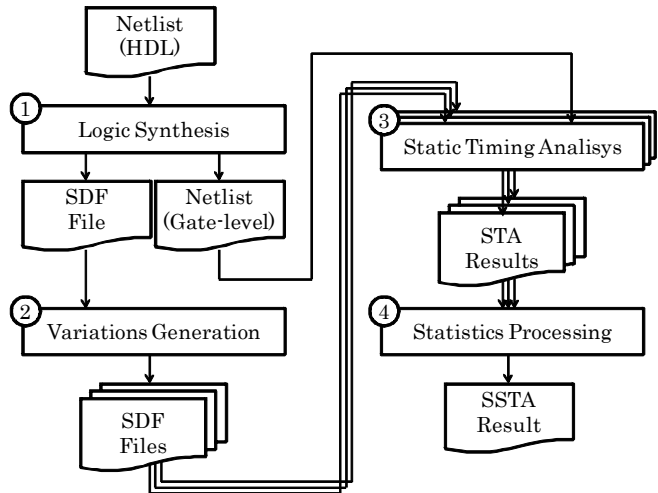 Netlist
(HDL)
1
Logic Synthesis
SDF
File
Netlist
(Gate-level)
2
Variations Generation
SDF
Files
3
Static Timing Analisys
STA
Results
4
Statistics Processing
SSTA
Result